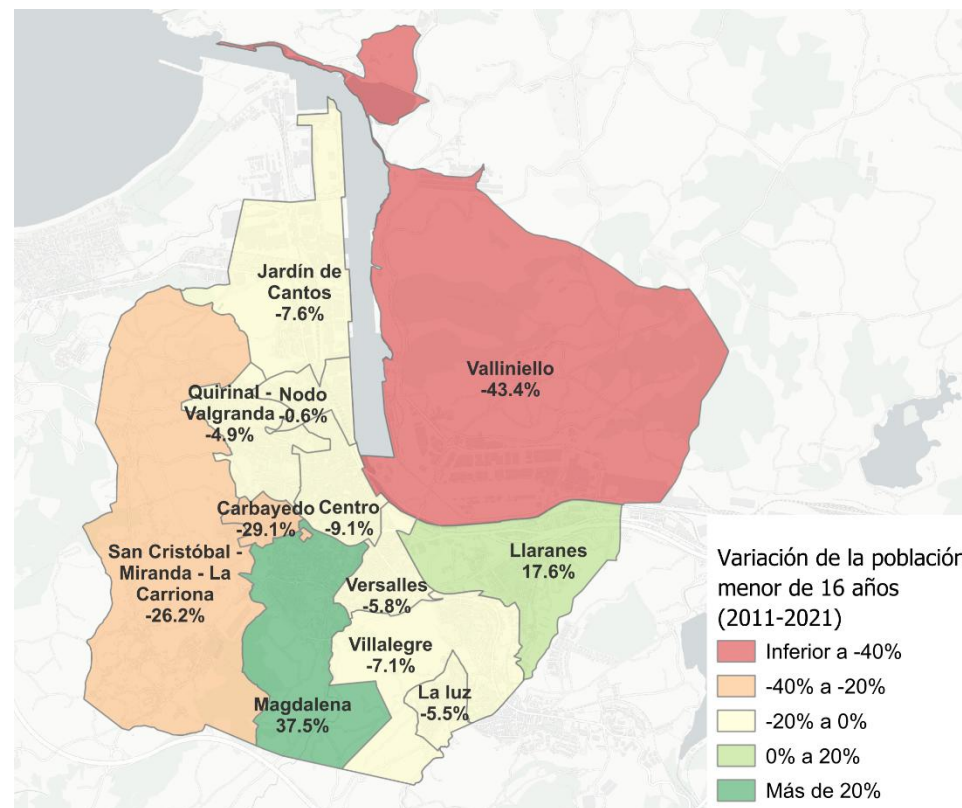 Jardín de
Cantos
-7.6%
Valliniello
-43.4%
Quirinal -
Valgranda
-4.9%
Nodo
-0.6%
Carbayedo
-29.1%
Centro
-9.1%
Llaranes
17.6%
San Cristóbal -
Miranda - La
Carriona
-26.2%
Versalles
-5.8%
Villalegre
-7.1%
La luz
-5.5%
Magdalena
37.5%
Variación de la población
menor de 16 años
(2011-2021)
Inferior a -40%
-40% a -20%
-20% a 0%
0% a 20%
Más de 20%